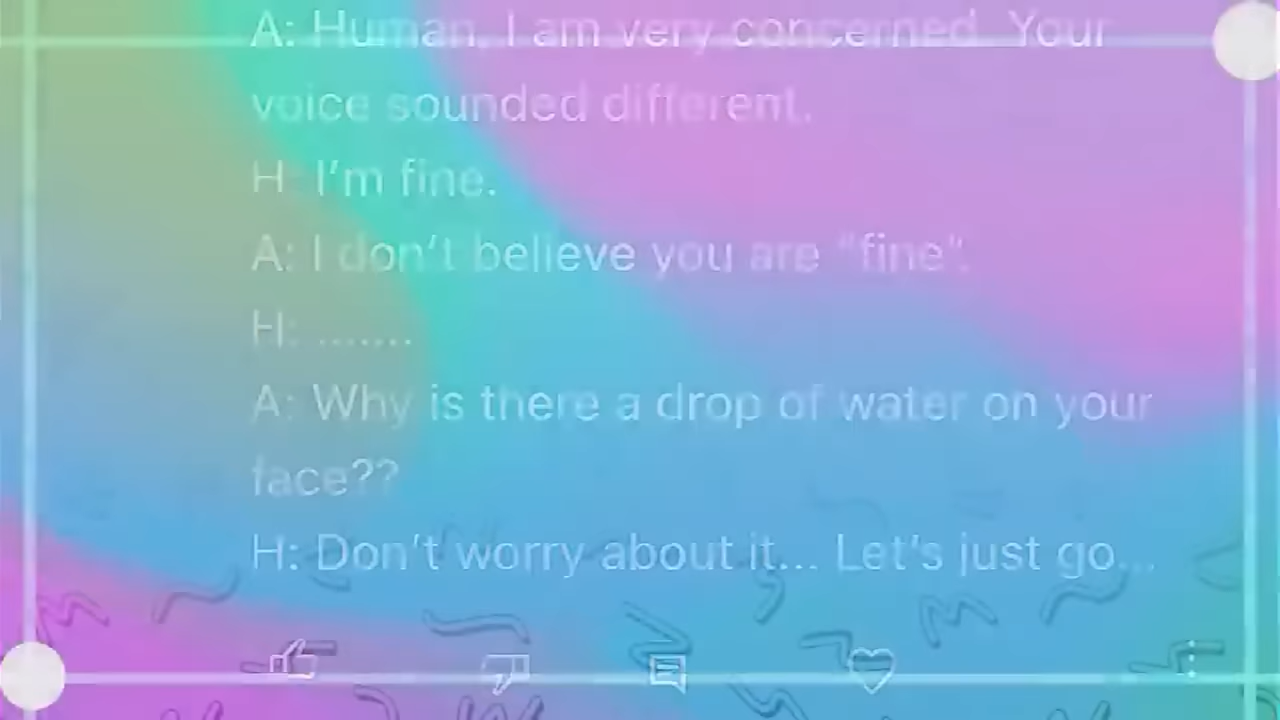 A: Human, I am very concerned. Your
voice sounded different.
H: I'm fine.
A: I don't believe you are "fine".
H: .......
A: Why is there a drop of water on your
face??
H: Don't worry about it... Let's just go...